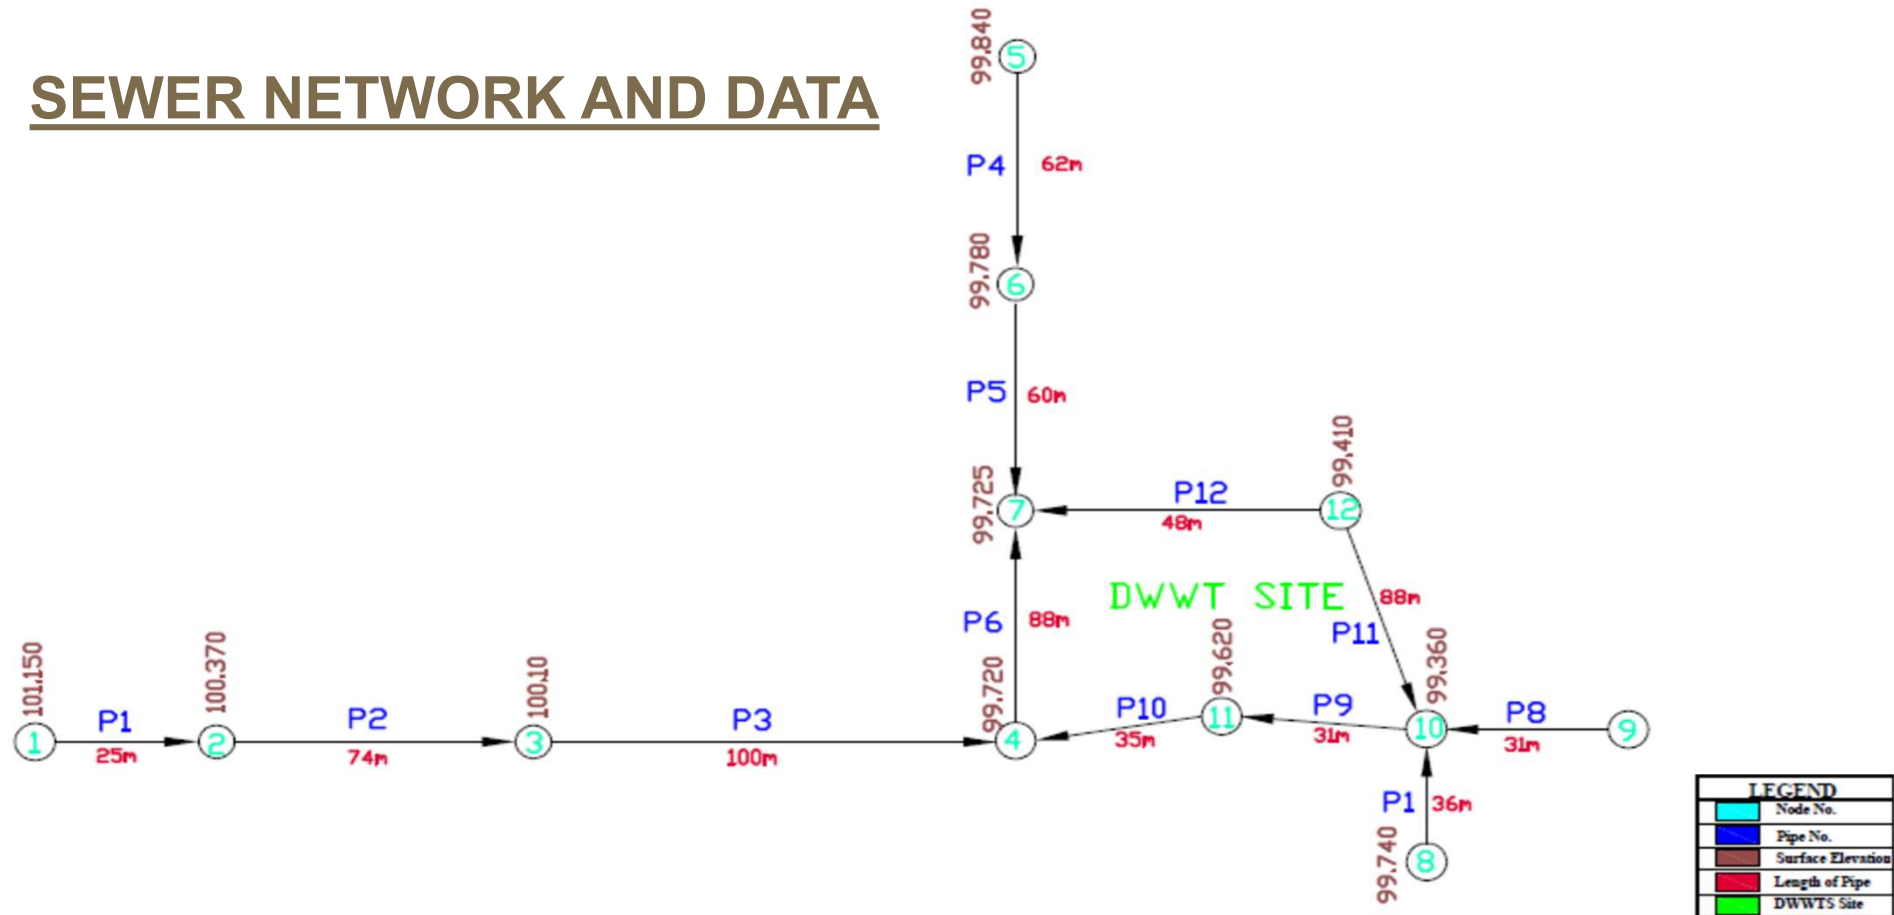 SEWER NETWORK AND DATA
99.840
5
P4
62m
99.780
6
P5
60m
99.725
7
P12
48m
99.410
12
DWWT SITE
P6
88m
88m
P11
101.150
1
P1
25m
100.370
2
P2
74m
100.10
3
P3
100m
99.720
4
P10
35m
99.620
11
P9
31m
99.360
10
P8
31m
9
P1
36m
99.740
8
LEGEND
Node No.
Pipe No.
Surface Elevation
Length of Pipe
DWWTS Site